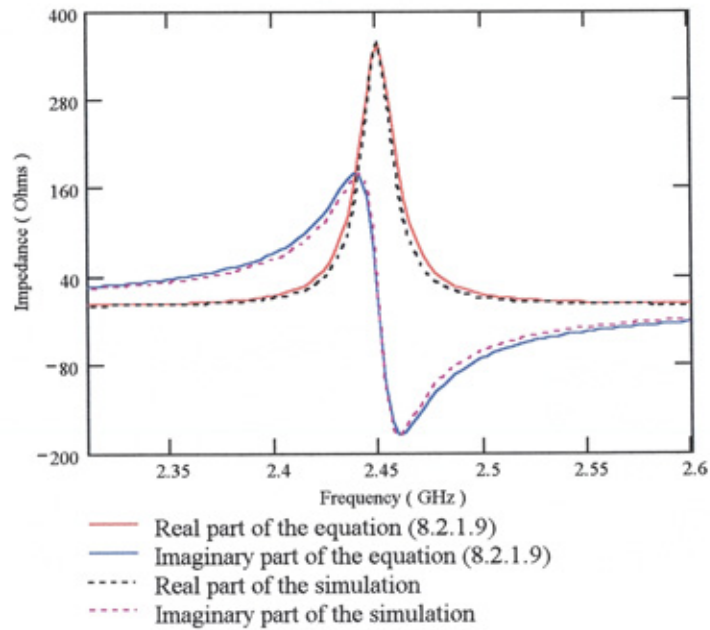 400
280
160
40
−80
−200
Impedance ( Ohms )
2.35
2.4
2.45
2.5
2.55
2.6
Frequency ( GHz )
Real part of the equation (8.2.1.9)
Imaginary part of the equation (8.2.1.9)
Real part of the simulation
Imaginary part of the simulation